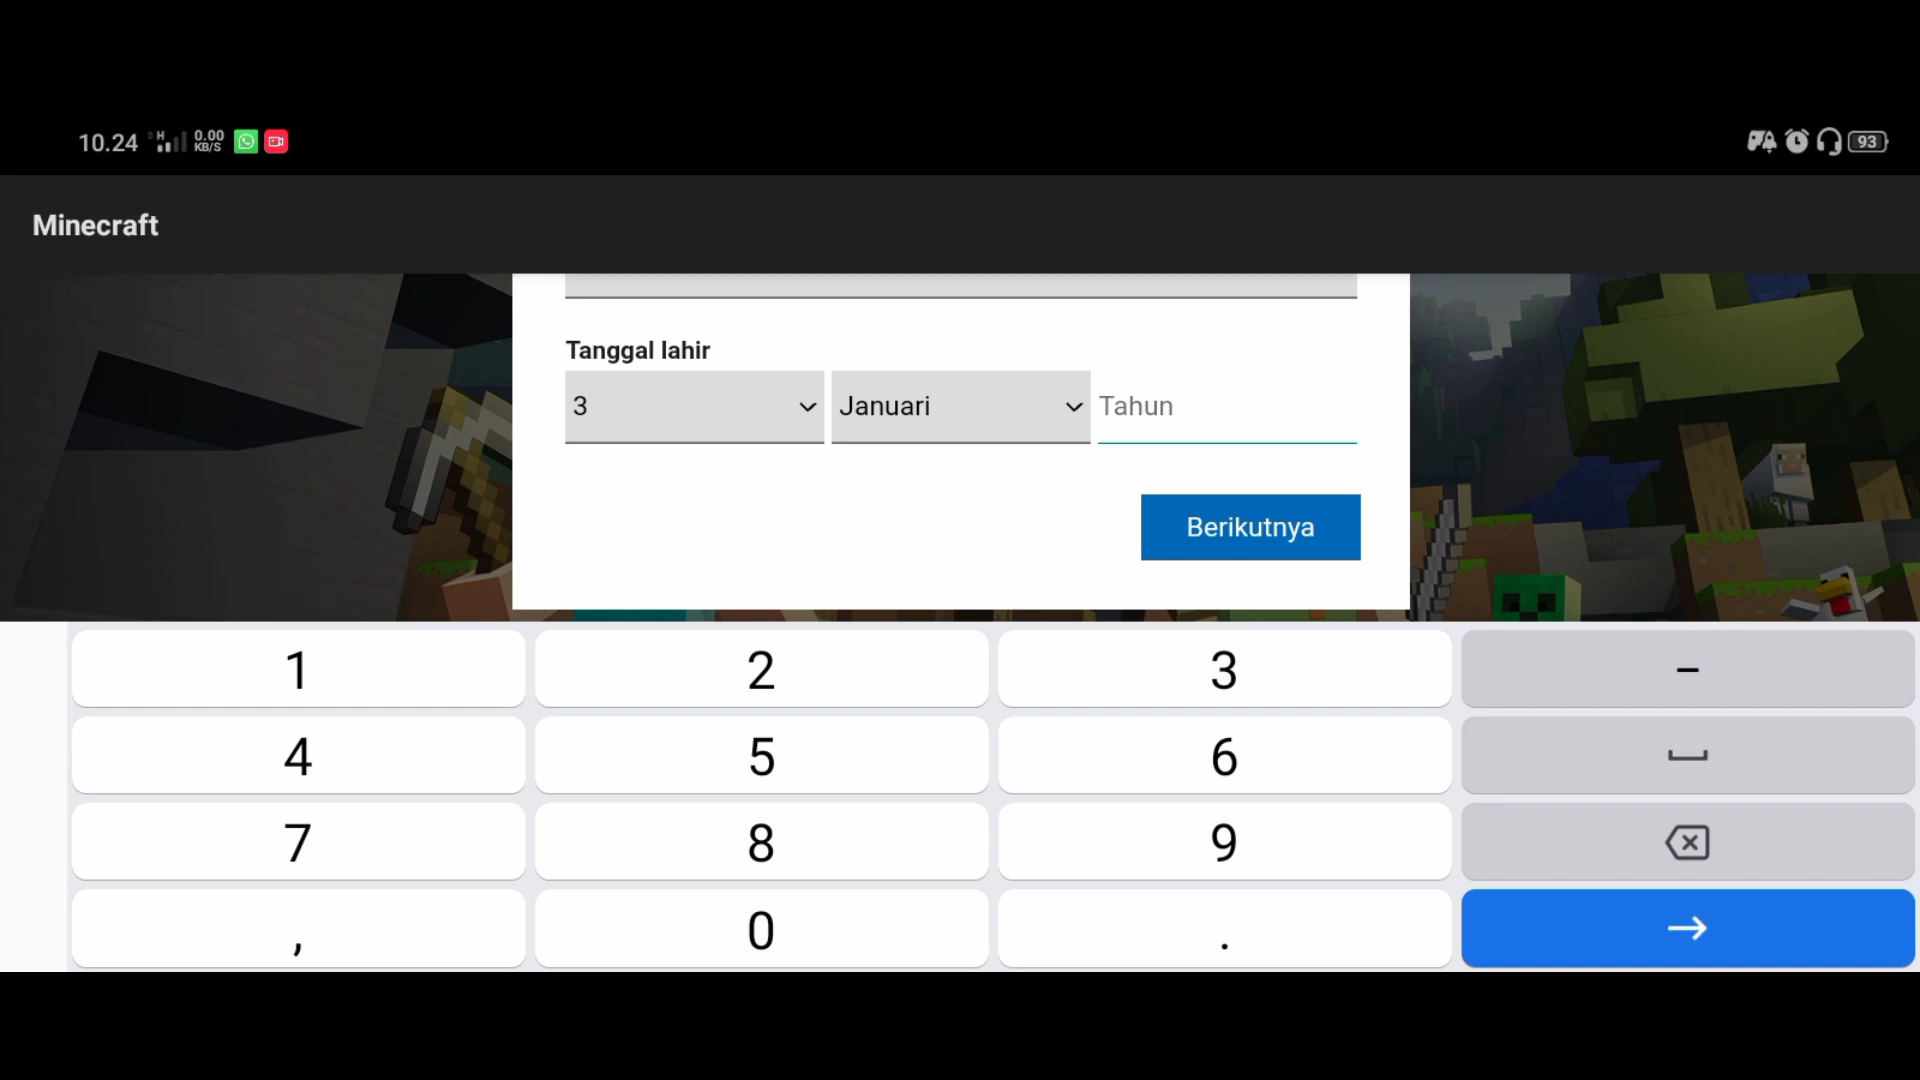 10.24 H 0.00 KB/S 93
Minecraft
Tanggal lahir
3 Januari Tahun
Berikutnya
1 2 3 –
4 5 6
7 8 9
, 0 .